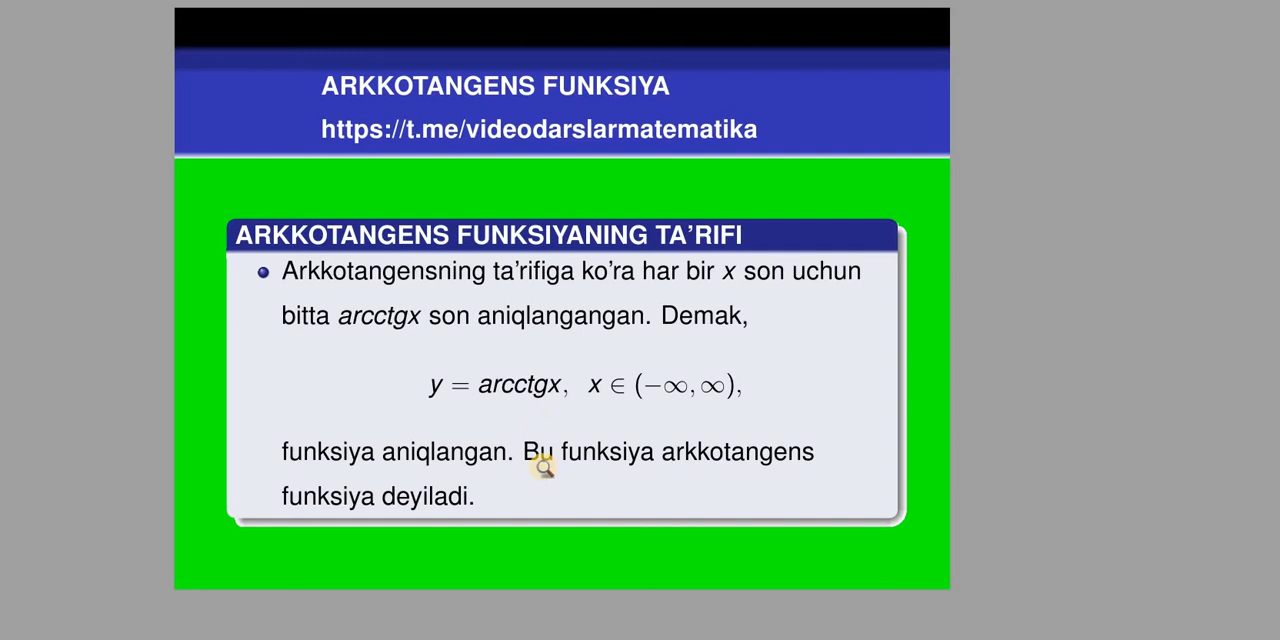 ARKKOTANGENS FUNKSIYA
https://t.me/videodarslarmatematika
ARKKOTANGENS FUNKSIYANING TA’RIFI
Arkkotangensning ta’rifiga ko’ra har bir x son uchun
bitta arcctgx son aniqlangangan. Demak,
y = arcctgx, x ∈ (−∞, ∞),
funksiya aniqlangan. Bu funksiya arkkotangens
funksiya deyiladi.